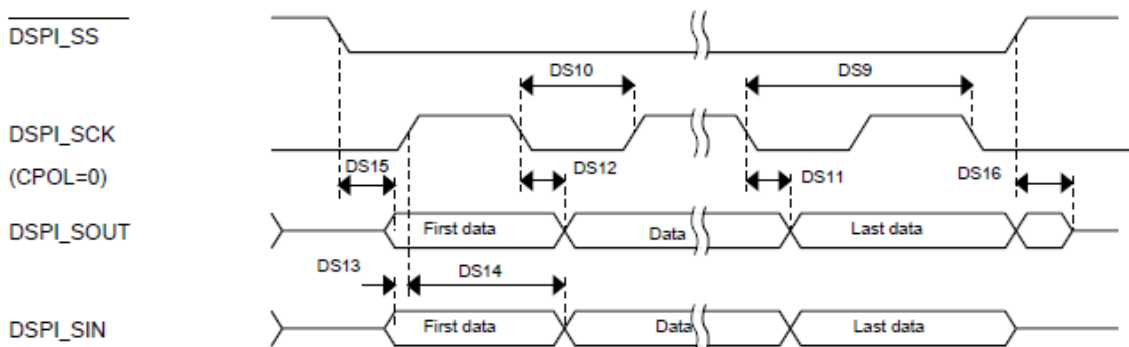 DSPI_SS
DS10
DS9
DSPI_SCK
(CPOL=0)
DS15
DS12
DS11
DS16
DSPI_SOUT
First data
Data
Last data
DS13
DS14
DSPI_SIN
First data
Data
Last data